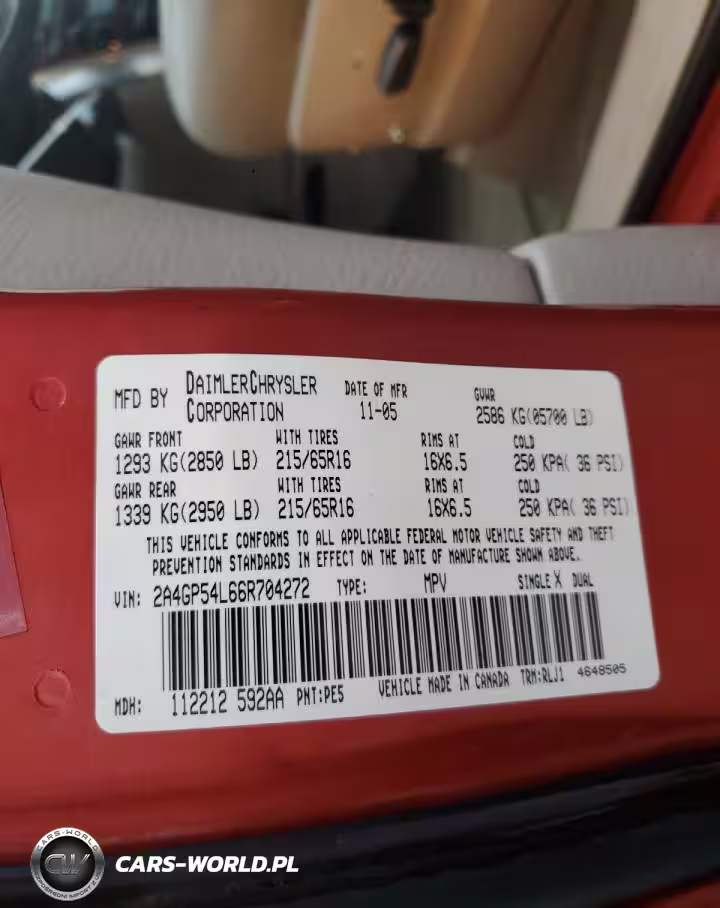 MFD BY DAIMLERCHRYSLER CORPORATION DATE OF MFR 11-05 GVWR 2586 KG(05700 LB)
GAWR FRONT WITH TIRES RIMS AT COLD
1293 KG(2850 LB) 215/65R16 16X6.5 250 KPA( 36 PSI)
GAWR REAR WITH TIRES RIMS AT COLD
1339 KG(2950 LB) 215/65R16 16X6.5 250 KPA( 36 PSI)
THIS VEHICLE CONFORMS TO ALL APPLICABLE FEDERAL MOTOR VEHICLE SAFETY AND THEFT
PREVENTION STANDARDS IN EFFECT ON THE DATE OF MANUFACTURE SHOWN ABOVE.
VIN: 2A4GP54L66R704272 TYPE: MPV SINGLE X DUAL
MDH: 112212 592AA PNT:PE5 VEHICLE MADE IN CANADA TRM:RLJ1 4648505
CARS-WORLD
CW
CARS-WORLD.PL